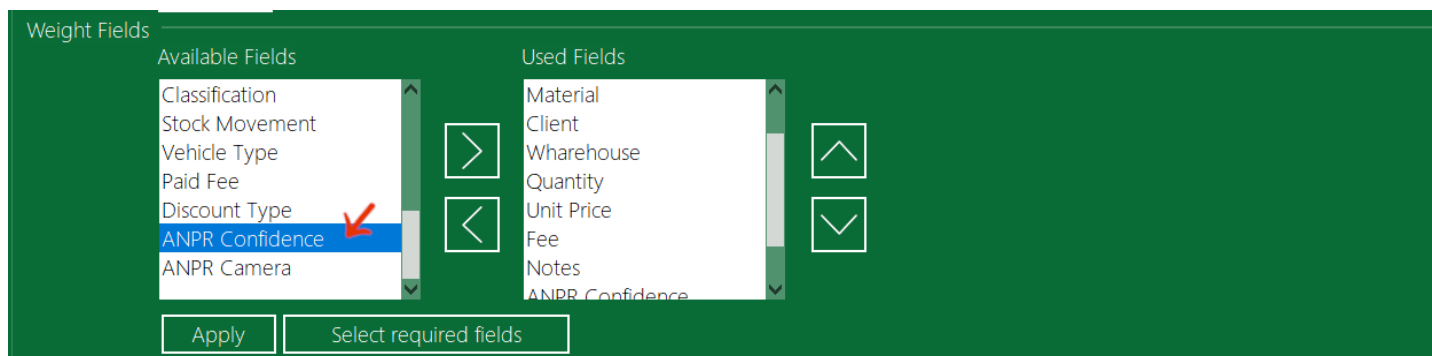 Weight Fields
Available Fields
Classification
Stock Movement
Vehicle Type
Paid Fee
Discount Type
ANPR Confidence
ANPR Camera
Used Fields
Material
Client
Wharehouse
Quantity
Unit Price
Fee
Notes
ANPR Confidence
Apply
Select required fields